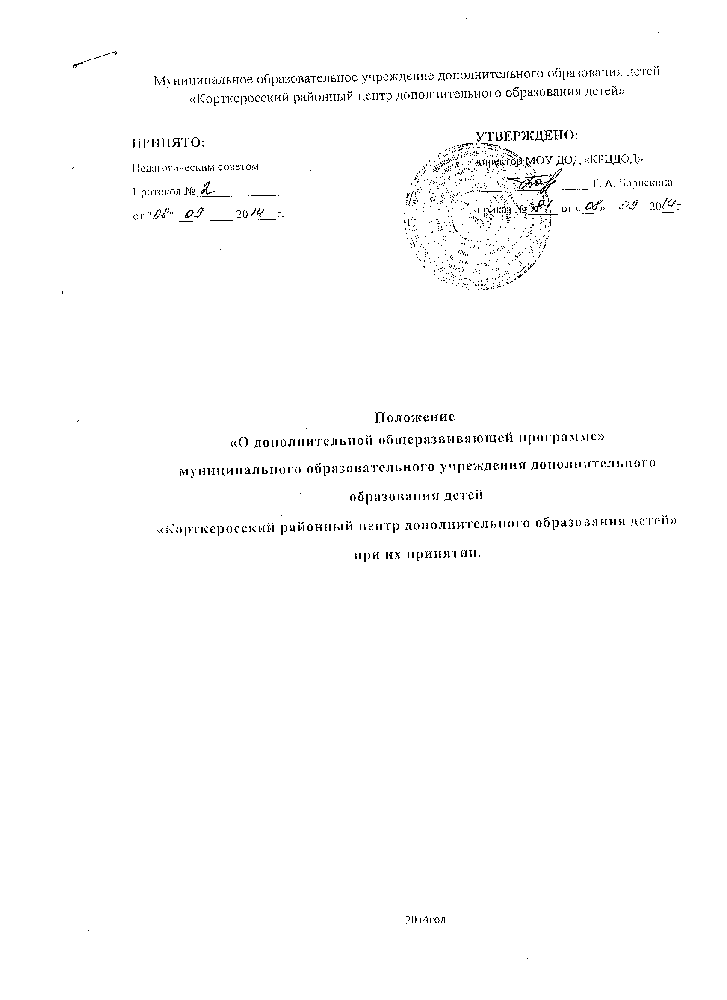 Муниципальное образовательное учреждение дополнительного образования детей
«Корткеросский районный центр дополнительного образования детей»
ПРИНЯТО:
Педагогическим советом
Протокол № 2
от "08" 09 2014 г.
УТВЕРЖДЕНО:
директор МОУ ДОД «КРЦДОД»
Т. А. Борискина
приказ № 81 от «08» 09 2014г
Положение
«О дополнительной общеразвивающей программе»
муниципального образовательного учреждения дополнительного
образования детей
«Корткеросский районный центр дополнительного образования детей»
при их принятии.
2014год